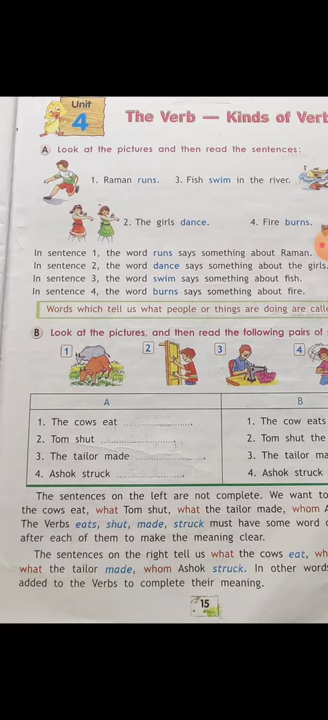 Unit
4
The Verb — Kinds of Verb
A Look at the pictures and then read the sentences:
1. Raman runs. 3. Fish swim in the river.
2. The girls dance. 4. Fire burns.
In sentence 1, the word runs says something about Raman.
In sentence 2, the word dance says something about the girls.
In sentence 3, the word swim says something about fish.
In sentence 4, the word burns says something about fire.
Words which tell us what people or things are doing are calle
B Look at the pictures, and then read the following pairs of
1 2 3 4
A B
1. The cows eat ........................ 1. The cow eats
2. Tom shut ........................ 2. Tom shut the
3. The tailor made ........................ 3. The tailor ma
4. Ashok struck ........................ 4. Ashok struck
The sentences on the left are not complete. We want to
the cows eat, what Tom shut, what the tailor made, whom A
The Verbs eats, shut, made, struck must have some word
after each of them to make the meaning clear.
The sentences on the right tell us what the cows eat, wh
what the tailor made, whom Ashok struck. In other word
added to the Verbs to complete their meaning.
15